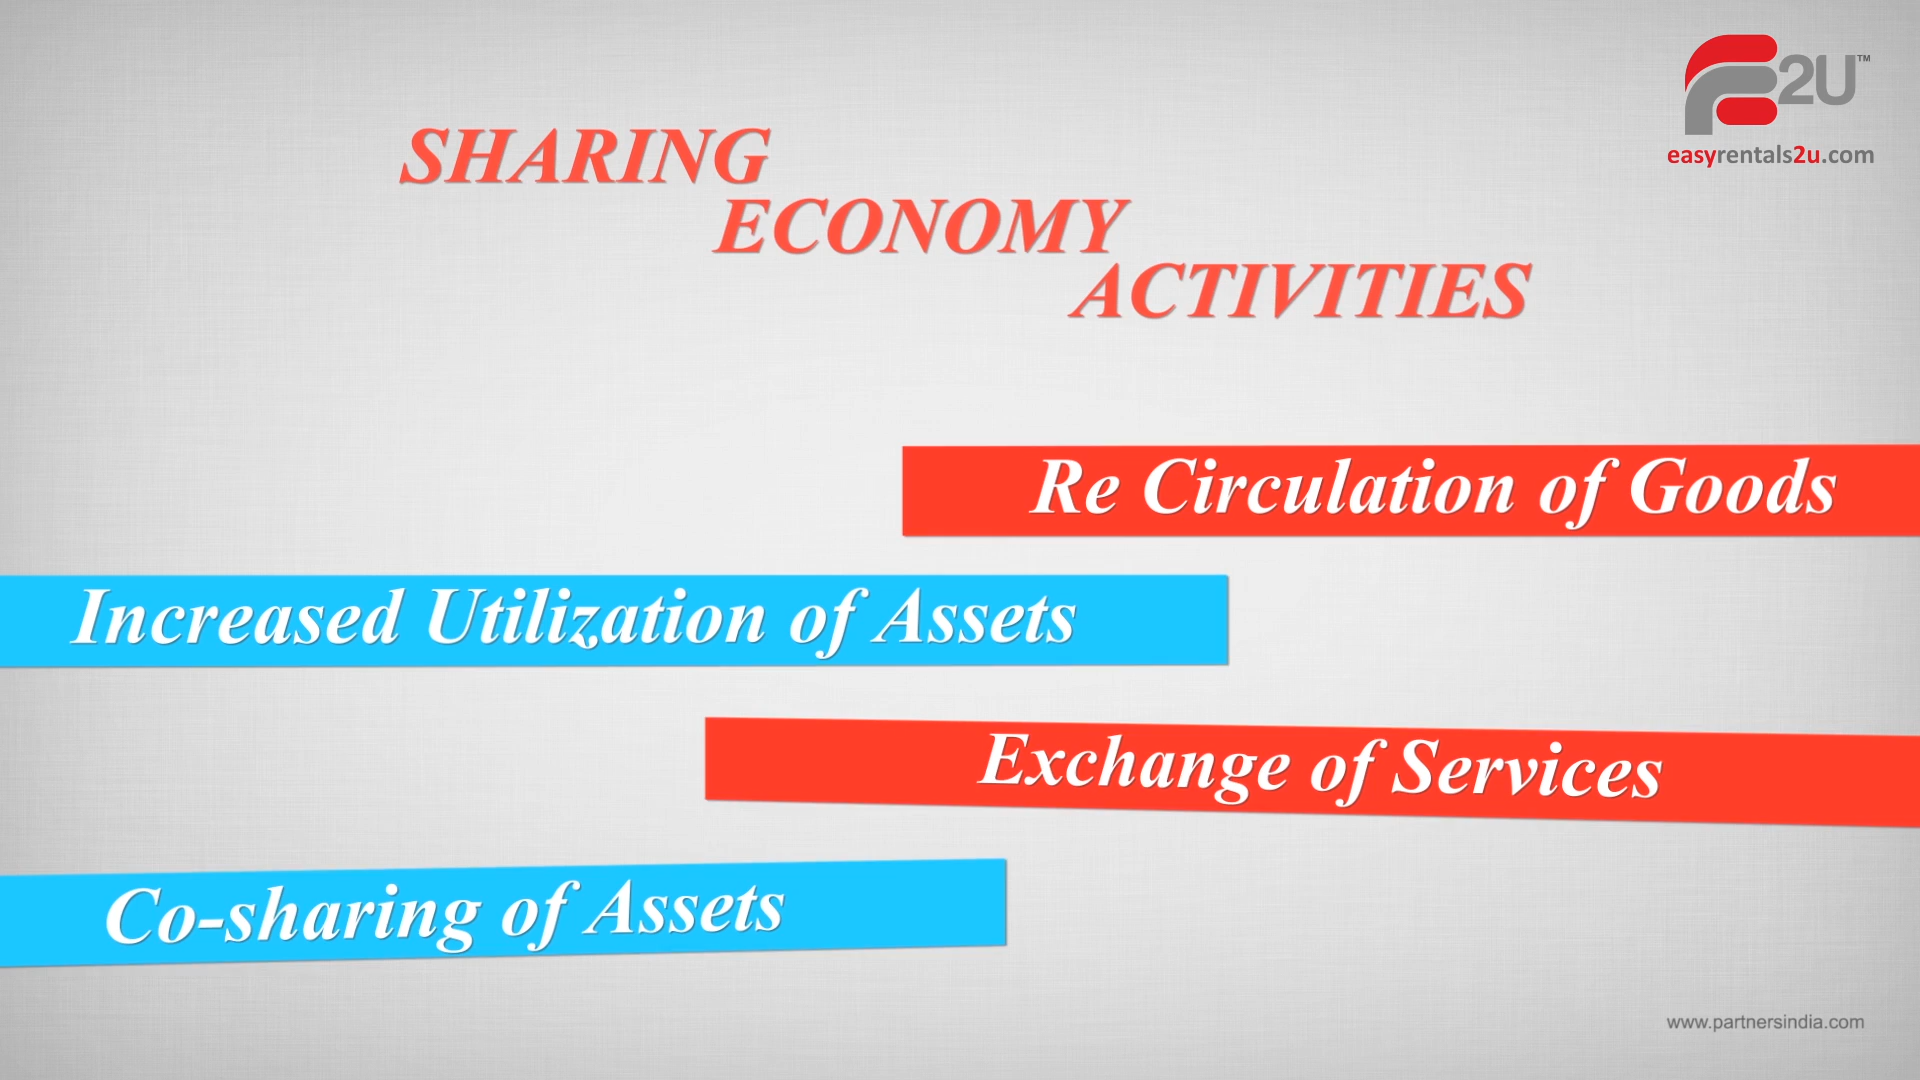 2U™
easyrentals2u.com
SHARING
ECONOMY
ACTIVITIES
Re Circulation of Goods
Increased Utilization of Assets
Exchange of Services
Co-sharing of Assets
www.partnersindia.com